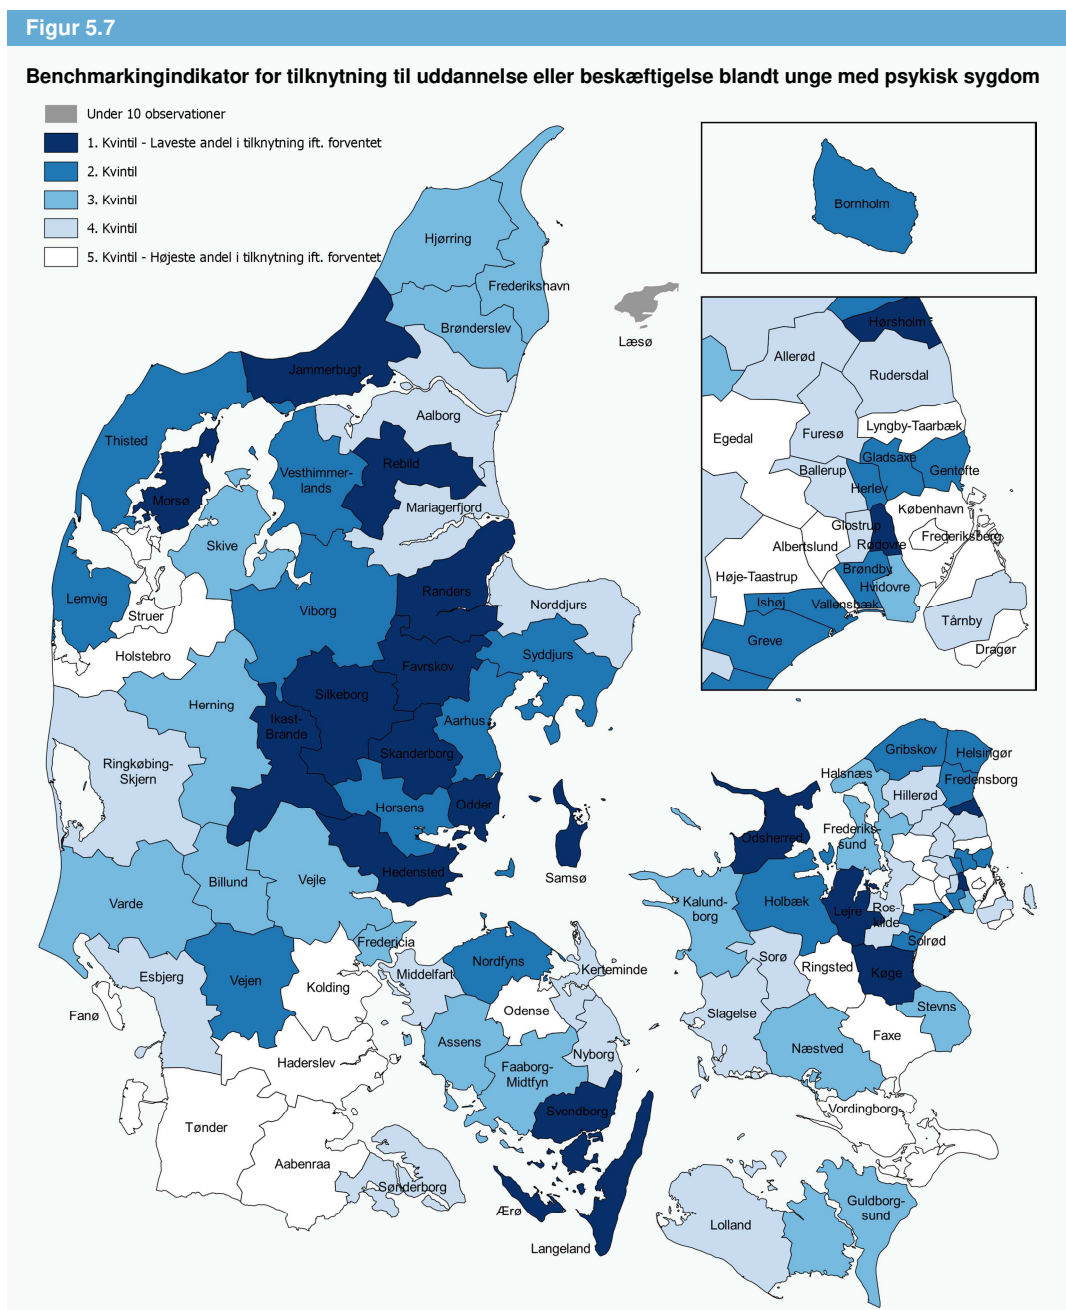 Figur 5.7
Benchmarkingindikator for tilknytning til uddannelse eller beskæftigelse blandt unge med psykisk sygdom
Under 10 observationer
1. Kvintil - Laveste andel i tilknytning ift. forventet
2. Kvintil
3. Kvintil
4. Kvintil
5. Kvintil - Højeste andel i tilknytning ift. forventet
Bornholm
Hjørring
Frederikshavn
Brønderslev
Læsø
Jammerbugt
Aalborg
Thisted
Vesthimmer-
lands
Rebild
Morsø
Mariagerfjord
Skive
Randers
Norddjurs
Lemvig
Struer
Viborg
Holstebro
Favrskov
Syddjurs
Silkeborg
Herning
Ikast-
Brande
Aarhus
Skanderborg
Ringkøbing-
Skjern
Horsens
Odder
Samsø
Hedensted
Billund
Vejle
Varde
Fredericia
Esbjerg
Vejen
Kolding
Middelfart
Nordfyns
Kerteminde
Fanø
Odense
Assens
Nyborg
Haderslev
Faaborg-
Midtfyn
Svendborg
Tønder
Aabenraa
Sønderborg
Ærø
Langeland
Hørsholm
Allerød
Rudersdal
Egedal
Furesø
Lyngby-Taarbæk
Gladsaxe
Ballerup
Gentofte
Herlev
København
Glostrup
Frederiksberg
Albertslund
Rødovre
Brøndby
Høje-Taastrup
Hvidovre
Ishøj
Vallensbæk
Greve
Tårnby
Dragør
Gribskov
Helsingør
Halsnæs
Fredensborg
Hillerød
Odsherred
Frederiks-
sund
Kalund-
borg
Holbæk
Lejre
Ros-
kilde
Solrød
Sorø
Ringsted
Køge
Slagelse
Stevns
Næstved
Faxe
Vordingborg
Lolland
Guldborg-
sund